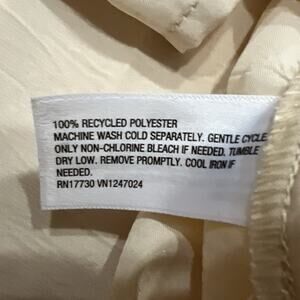 100% RECYCLED POLYESTER
MACHINE WASH COLD SEPARATELY. GENTLE CYCLE.
ONLY NON-CHLORINE BLEACH IF NEEDED. TUMBLE
DRY LOW. REMOVE PROMPTLY. COOL IRON IF
NEEDED.
RN17730 VN1247024